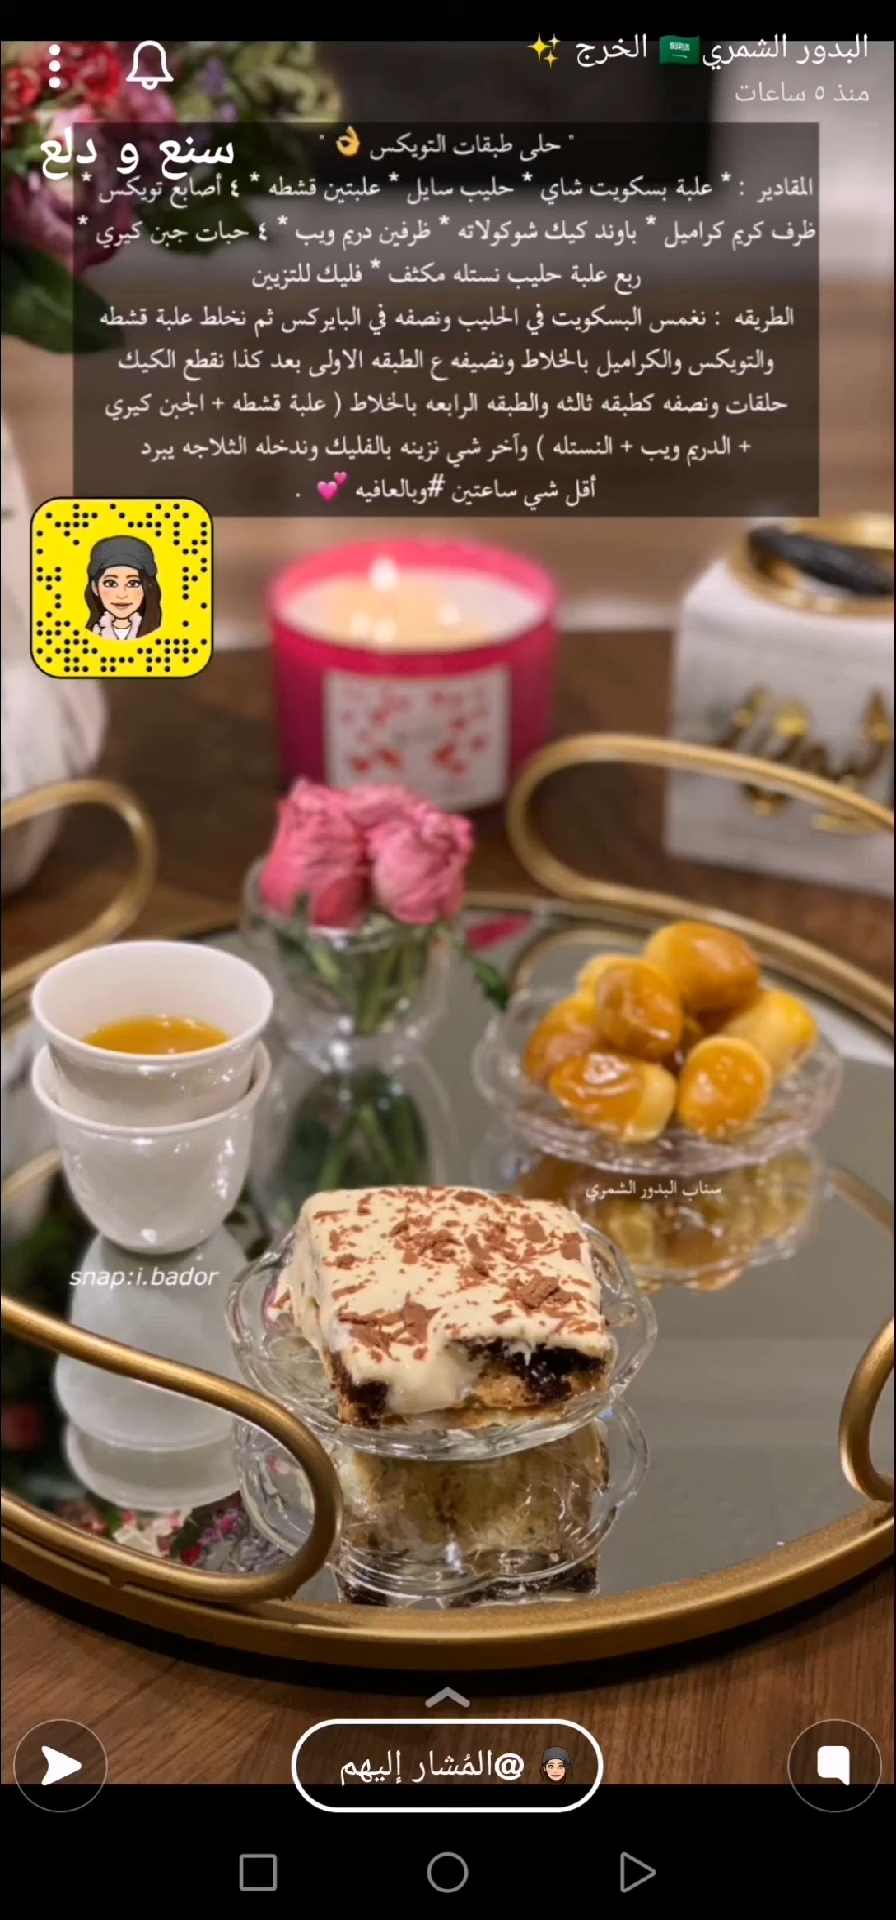 البدور الشمري🇸🇦 الخرج ✨
منذ ٥ ساعات
سنع و دلع
" حلى طبقات التويكس 👌 "
المقادير : * علبة بسكويت شاي * حليب سايل * علبتين قشطه * ٤ أصابع تويكس *
ظرف كريم كراميل * باوند كيك شوكولاته * ظرفين دريم ويب * ٤ حبات جبن كيري *
ربع علبة حليب نستله مكثف * فليك للتزيين
الطريقه : نغمس البسكويت في الحليب ونصفه في البايركس ثم نخلط علبة قشطه
والتويكس والكراميل بالخلاط ونضيفه ع الطبقه الاولى بعد كذا نقطع الكيك
حلقات ونصفه كطبقه ثالثه والطبقه الرابعه بالخلاط ( علبة قشطه + الجبن كيري
+ الدريم ويب + النستله ) وآخر شي نزينه بالفليك وندخله الثلاجه يبرد
أقل شي ساعتين #وبالعافيه 💕 .
سناب البدور الشمري
snap:i.bador
@المُشار إليهم